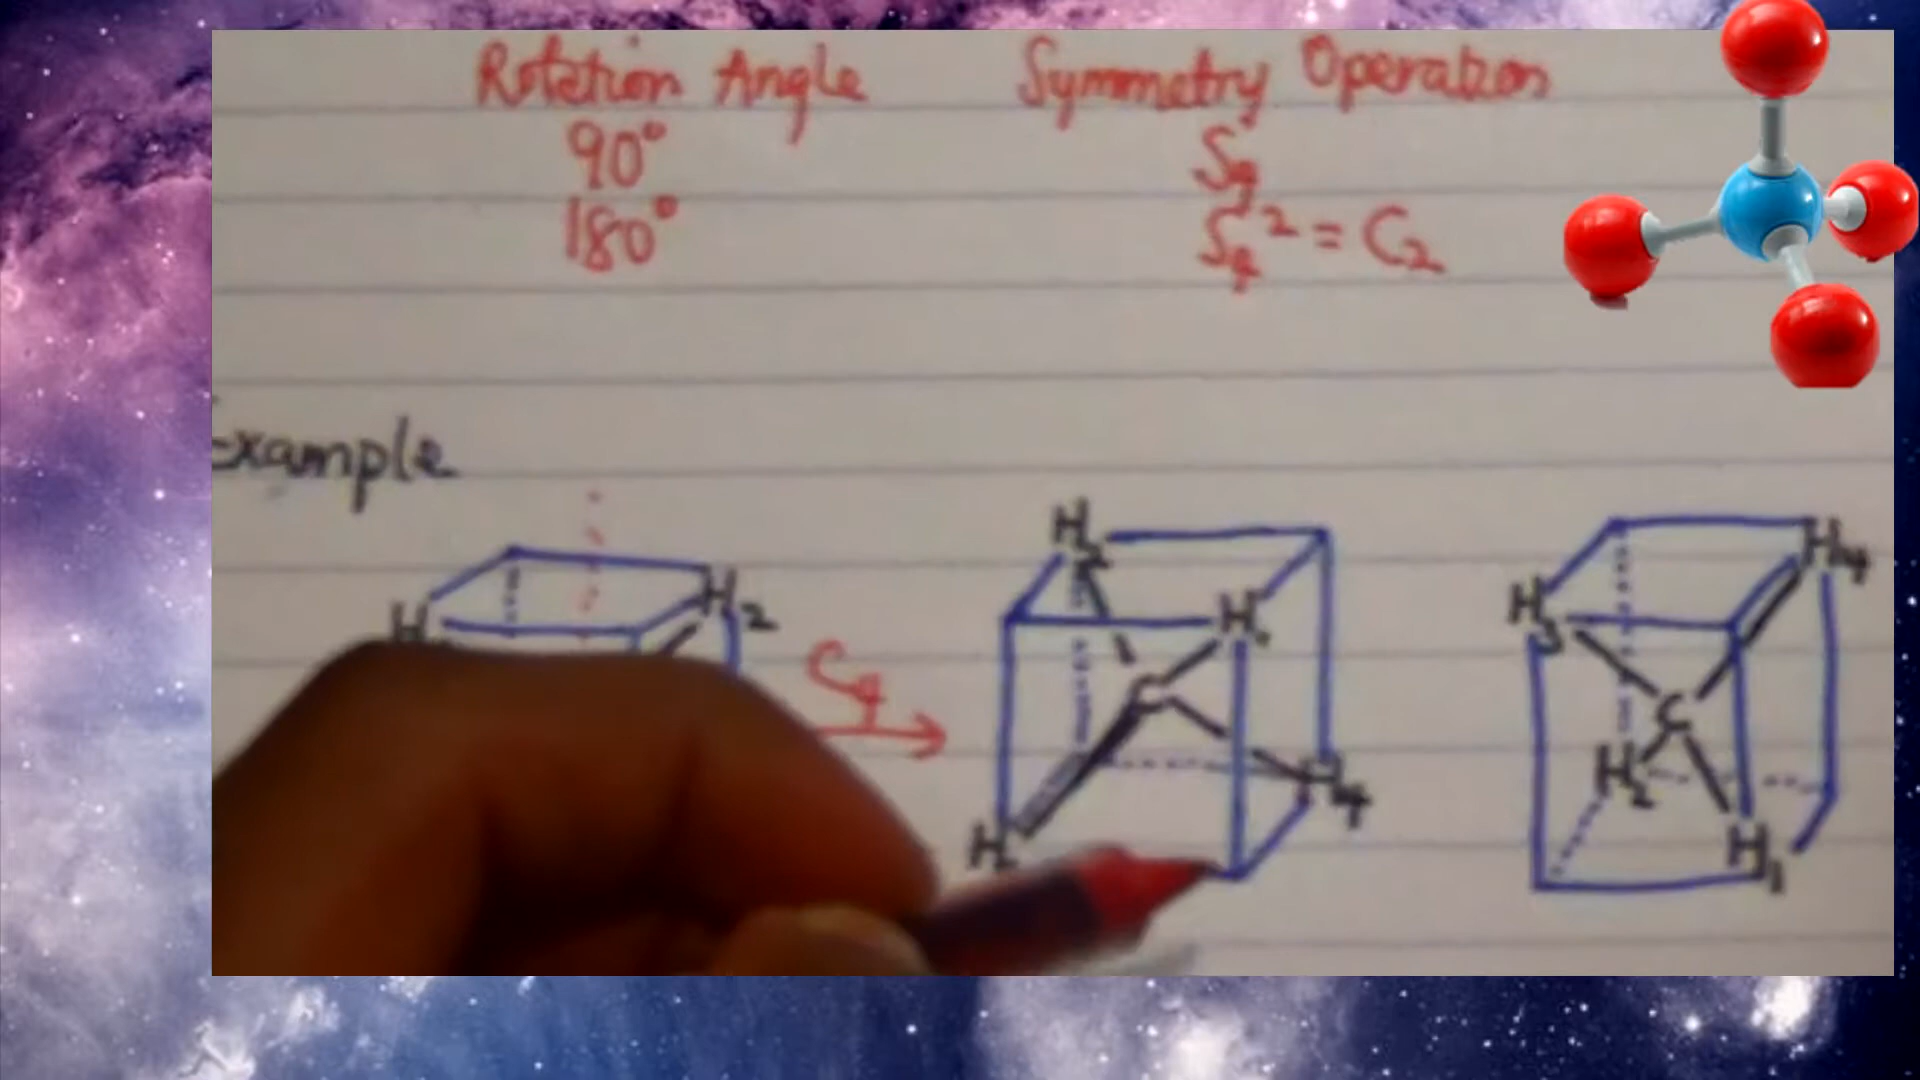 Rotation Angle Symmetry Operation
90° S₄
180° S₄² = C₂
Example
H₂ H₁ H₃ H₄
H H₂ C₄ C C
H₂ H₄
H H₁